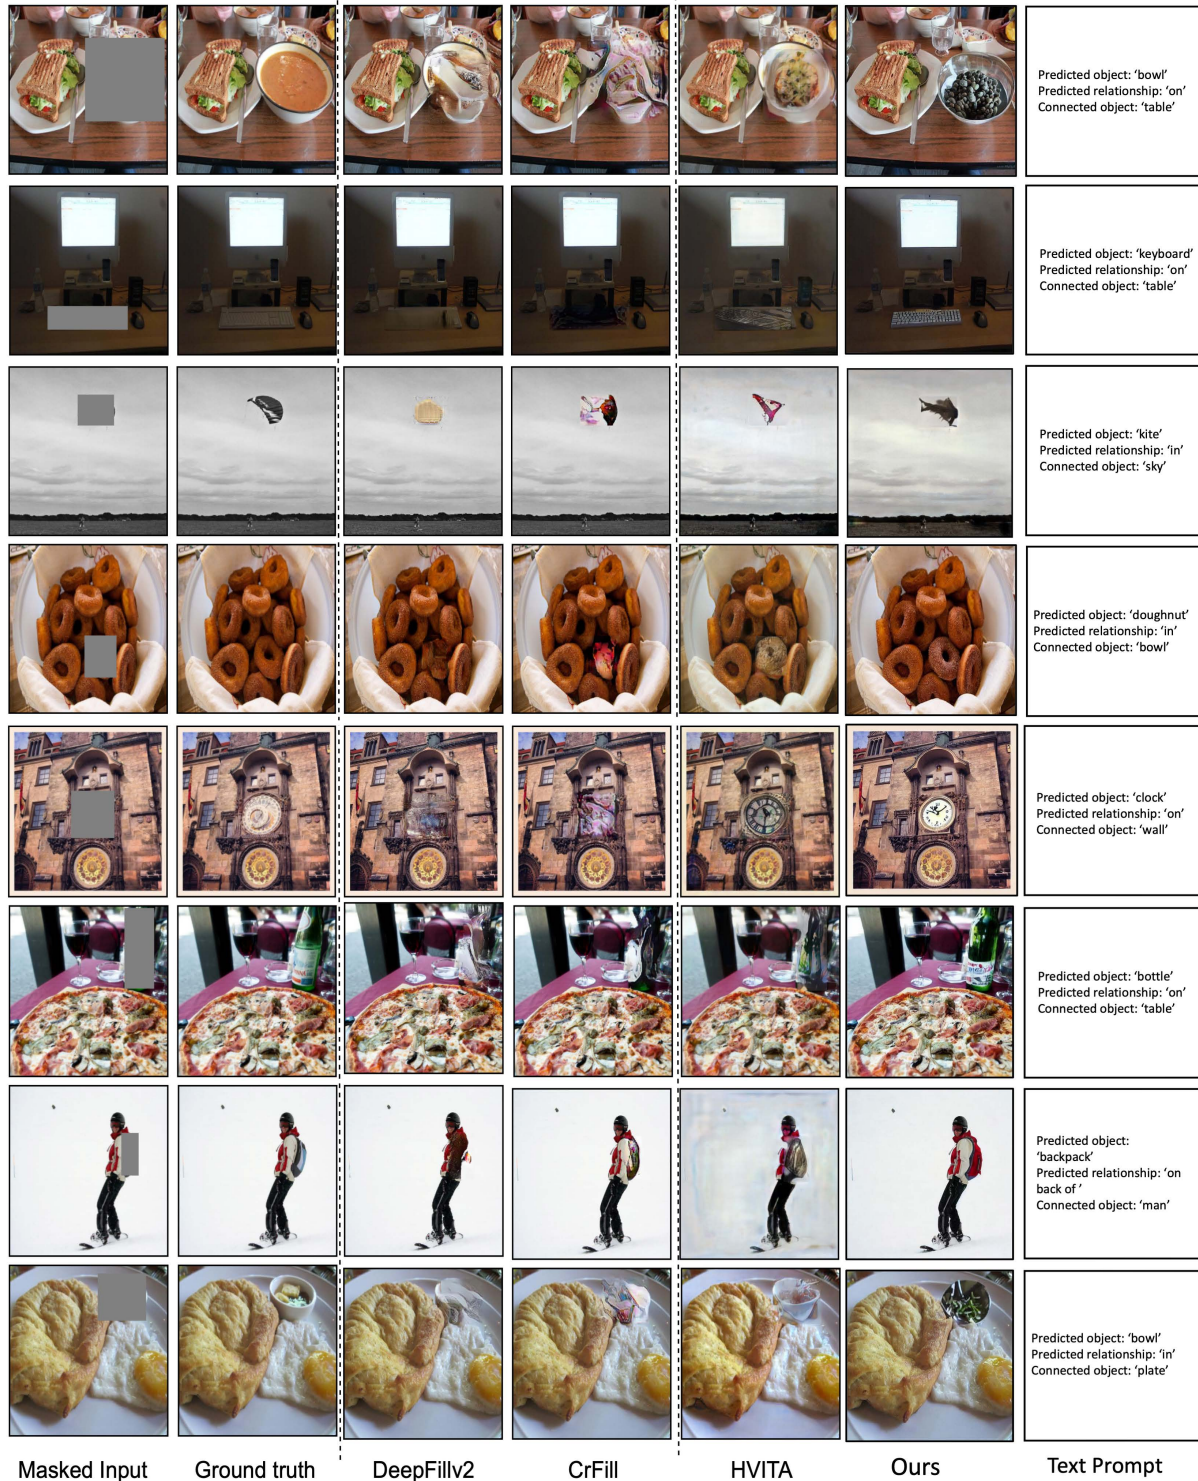 Predicted object: ‘bowl’
Predicted relationship: ‘on’
Connected object: ‘table’
Predicted object: ‘keyboard’
Predicted relationship: ‘on’
Connected object: ‘table’
Predicted object: ‘kite’
Predicted relationship: ‘in’
Connected object: ‘sky’
Predicted object: ‘doughnut’
Predicted relationship: ‘in’
Connected object: ‘bowl’
Predicted object: ‘clock’
Predicted relationship: ‘on’
Connected object: ‘wall’
Predicted object: ‘bottle’
Predicted relationship: ‘on’
Connected object: ‘table’
Predicted object:
‘backpack’
Predicted relationship: ‘on
back of ’
Connected object: ‘man’
Predicted object: ‘bowl’
Predicted relationship: ‘in’
Connected object: ‘plate’
Masked Input Ground truth DeepFillv2 CrFill HVITA Ours Text Prompt